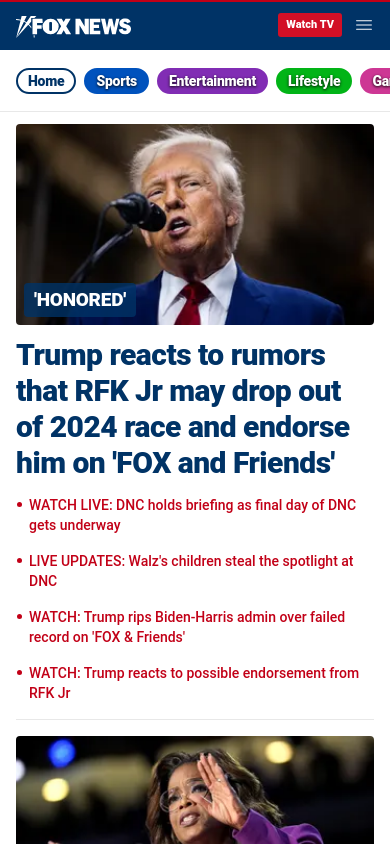 FOX NEWS
Watch TV
Home
Sports
Entertainment
Lifestyle
'HONORED'
Trump reacts to rumors
that RFK Jr may drop out
of 2024 race and endorse
him on 'FOX and Friends'
WATCH LIVE: DNC holds briefing as final day of DNC
gets underway
LIVE UPDATES: Walz's children steal the spotlight at
DNC
WATCH: Trump rips Biden-Harris admin over failed
record on 'FOX & Friends'
WATCH: Trump reacts to possible endorsement from
RFK Jr